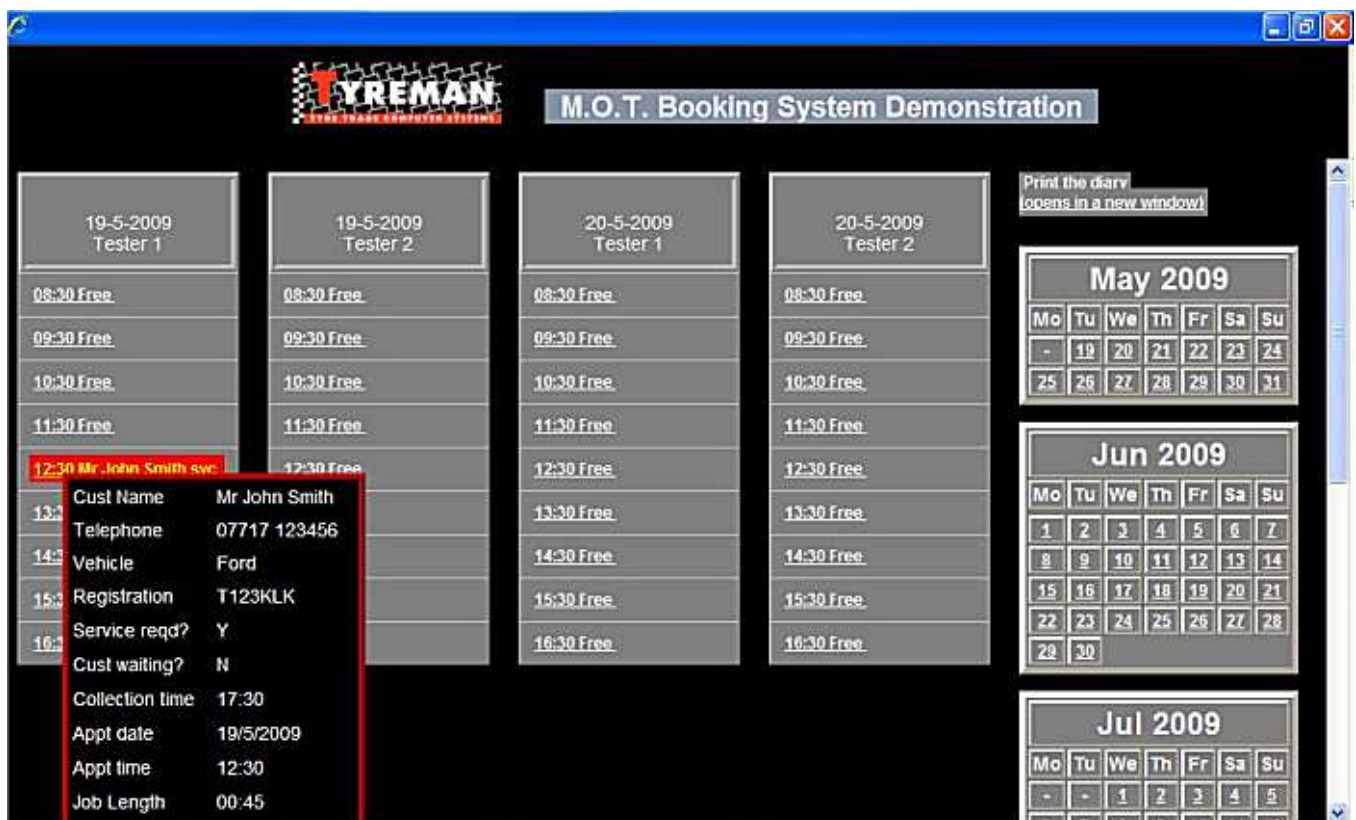 TYREMAN
TYRE TRADE COMPUTER SYSTEMS
M.O.T. Booking System Demonstration
19-5-2009
Tester 1
08:30 Free
09:30 Free
10:30 Free
11:30 Free
12:30 Mr John Smith svc
13:3
14:3
15:3
16:3
Cust Name Mr John Smith
Telephone 07717 123456
Vehicle Ford
Registration T123KLK
Service reqd? Y
Cust waiting? N
Collection time 17:30
Appt date 19/5/2009
Appt time 12:30
Job Length 00:45
19-5-2009
Tester 2
08:30 Free
09:30 Free
10:30 Free
11:30 Free
12:30 Free
20-5-2009
Tester 1
08:30 Free
09:30 Free
10:30 Free
11:30 Free
12:30 Free
13:30 Free
14:30 Free
15:30 Free
16:30 Free
20-5-2009
Tester 2
08:30 Free
09:30 Free
10:30 Free
11:30 Free
12:30 Free
13:30 Free
14:30 Free
15:30 Free
16:30 Free
Print the diary
(opens in a new window)
May 2009
Mo Tu We Th Fr Sa Su
- 19 20 21 22 23 24
25 26 27 28 29 30 31
Jun 2009
Mo Tu We Th Fr Sa Su
1 2 3 4 5 6 7
8 9 10 11 12 13 14
15 16 17 18 19 20 21
22 23 24 25 26 27 28
29 30
Jul 2009
Mo Tu We Th Fr Sa Su
- - 1 2 3 4 5